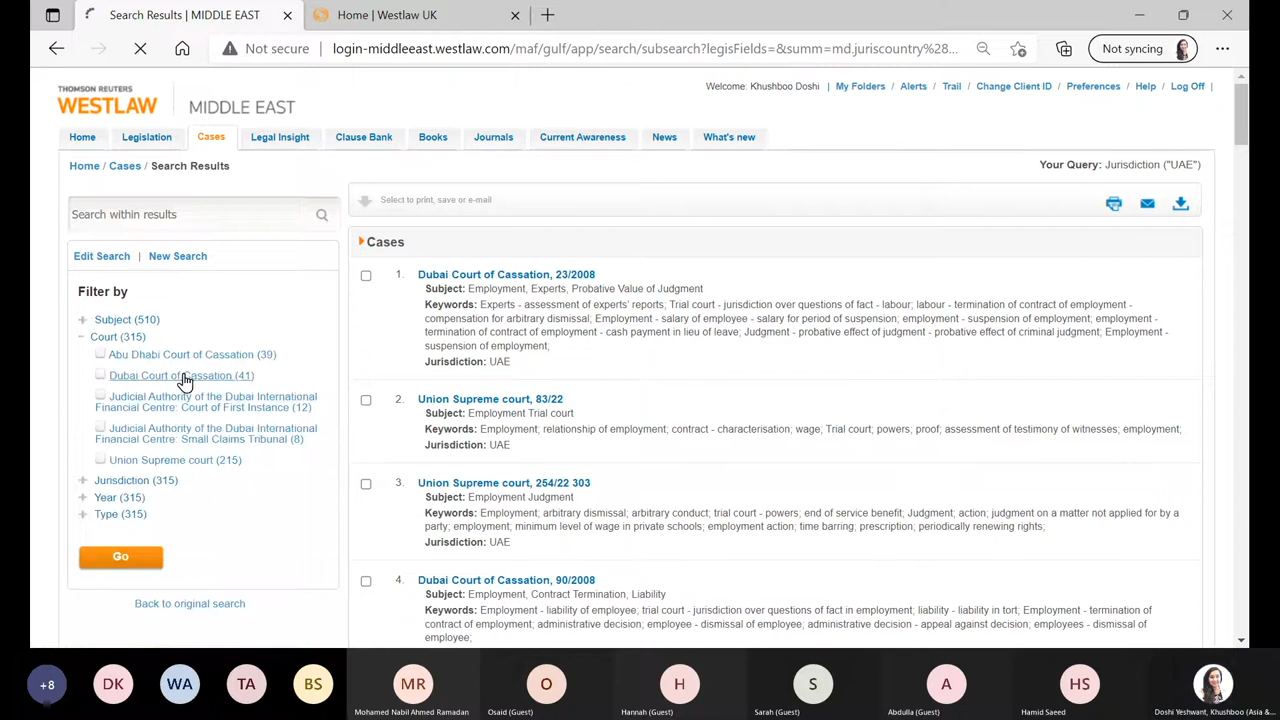 Search Results | MIDDLE EAST
Home | Westlaw UK
Not secure
login-middleeast.westlaw.com/maf/gulf/app/search/subsearch?legisFields=&summ=md.juriscountry%28...
Not syncing
THOMSON REUTERS
WESTLAW
MIDDLE EAST
Welcome: Khushboo Doshi | My Folders / Alerts / Trail / Change Client ID / Preferences / Help / Log Off |
Home
Legislation
Cases
Legal Insight
Clause Bank
Books
Journals
Current Awareness
News
What's new
Home / Cases / Search Results
Your Query: Jurisdiction ("UAE")
Search within results
Select to print, save or e-mail
Edit Search | New Search
Filter by
Subject (510)
Court (315)
Abu Dhabi Court of Cassation (39)
Dubai Court of Cassation (41)
Judicial Authority of the Dubai International
Financial Centre: Court of First Instance (12)
Judicial Authority of the Dubai International
Financial Centre: Small Claims Tribunal (8)
Union Supreme court (215)
Jurisdiction (315)
Year (315)
Type (315)
Go
Back to original search
Cases
1. Dubai Court of Cassation, 23/2008
Subject: Employment, Experts, Probative Value of Judgment
Keywords: Experts - assessment of experts' reports, Trial court - jurisdiction over questions of fact - labour; labour - termination of contract of employment -
compensation for arbitrary dismissal; Employment - salary of employee - salary for period of suspension; employment - suspension of employment; employment -
termination of contract of employment - cash payment in lieu of leave; Judgment - probative effect of judgment - probative effect of criminal judgment; Employment -
suspension of employment;
Jurisdiction: UAE
2. Union Supreme court, 83/22
Subject: Employment Trial court
Keywords: Employment; relationship of employment; contract - characterisation; wage; Trial court; powers; proof; assessment of testimony of witnesses; employment;
Jurisdiction: UAE
3. Union Supreme court, 254/22 303
Subject: Employment Judgment
Keywords: Employment; arbitrary dismissal; arbitrary conduct; trial court - powers; end of service benefit; Judgment; action; judgment on a matter not applied for by a
party; employment; minimum level of wage in private schools; employment action; time barring; prescription; periodically renewing rights;
Jurisdiction: UAE
4. Dubai Court of Cassation, 90/2008
Subject: Employment, Contract Termination, Liability
Keywords: Employment - liability of employee; trial court - jurisdiction over questions of fact in employment; liability - liability in tort; Employment - termination
of contract of employment; administrative decision; employee - dismissal of employee; administrative decision - appeal against decision; employees - dismissal of
employee;
+8
DK
WA
TA
BS
MR
O
H
S
A
HS
Mohamed Nabil Ahmed Ramadan
Osaid (Guest)
Hannah (Guest)
Sarah (Guest)
Abdulla (Guest)
Hamid Saeed
Doshi Yeshwant, Khushboo (Asia &...